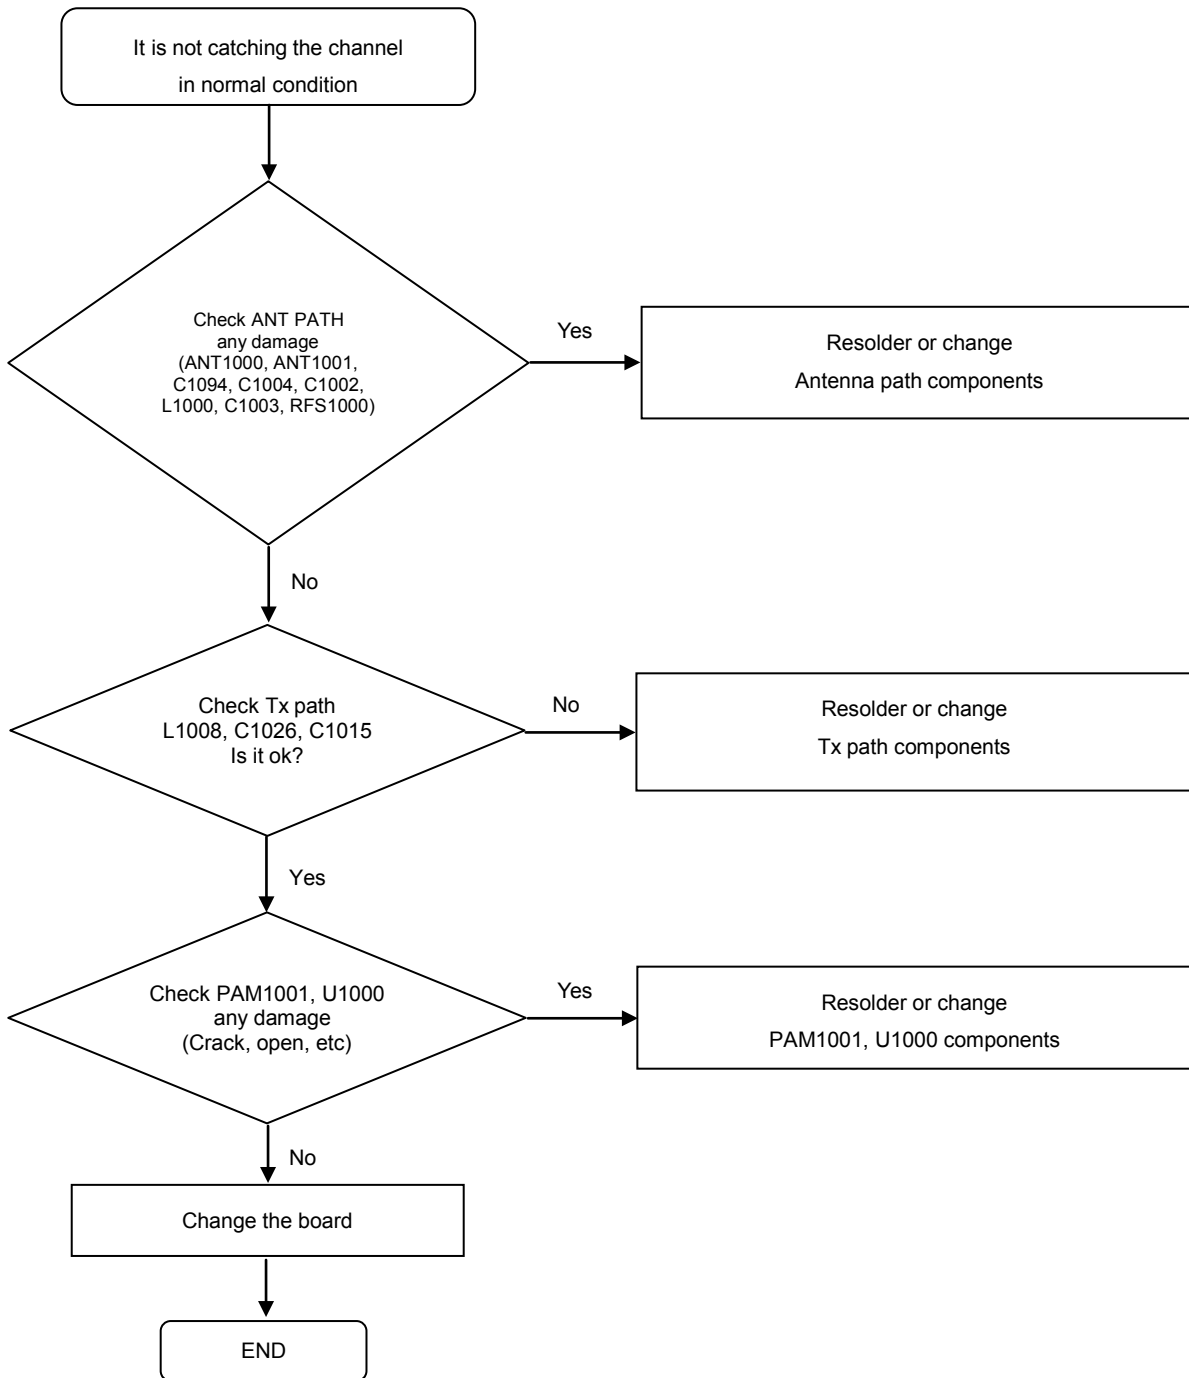 It is not catching the channel
in normal condition
Check ANT PATH
any damage
(ANT1000, ANT1001,
C1094, C1004, C1002,
L1000, C1003, RFS1000)
Yes
Resolder or change
Antenna path components
No
Check Tx path
L1008, C1026, C1015
Is it ok?
No
Resolder or change
Tx path components
Yes
Check PAM1001, U1000
any damage
(Crack, open, etc)
Yes
Resolder or change
PAM1001, U1000 components
No
Change the board
END